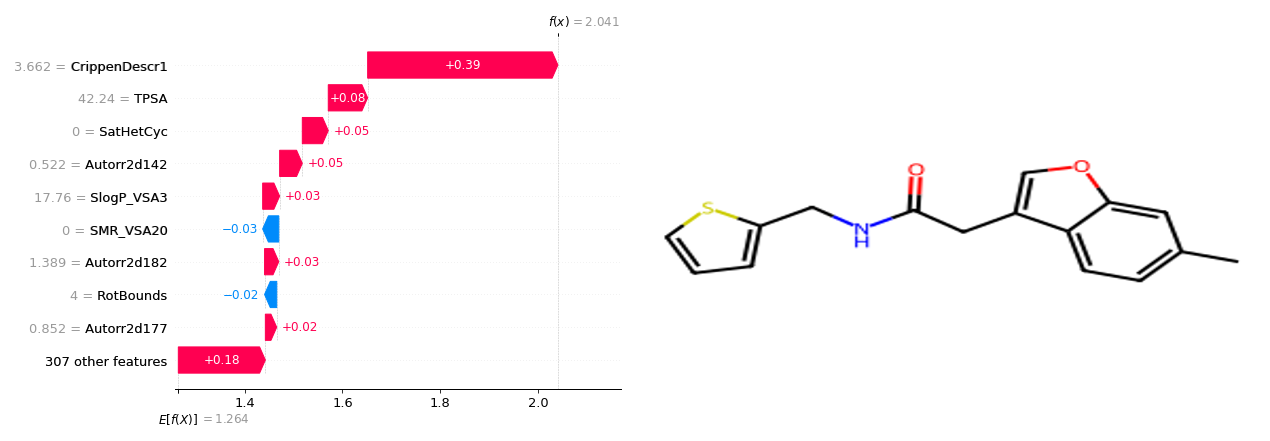 f(x) = 2.041
3.662 = CrippenDescr1
+0.39
42.24 = TPSA
+0.08
0 = SatHetCyc
+0.05
0.522 = Autorr2d142
+0.05
17.76 = SlogP_VSA3
+0.03
0 = SMR_VSA20
−0.03
1.389 = Autorr2d182
+0.03
4 = RotBounds
−0.02
0.852 = Autorr2d177
+0.02
307 other features
+0.18
1.4 1.6 1.8 2.0
E[f(X)] = 1.264
S
N
H
O
O